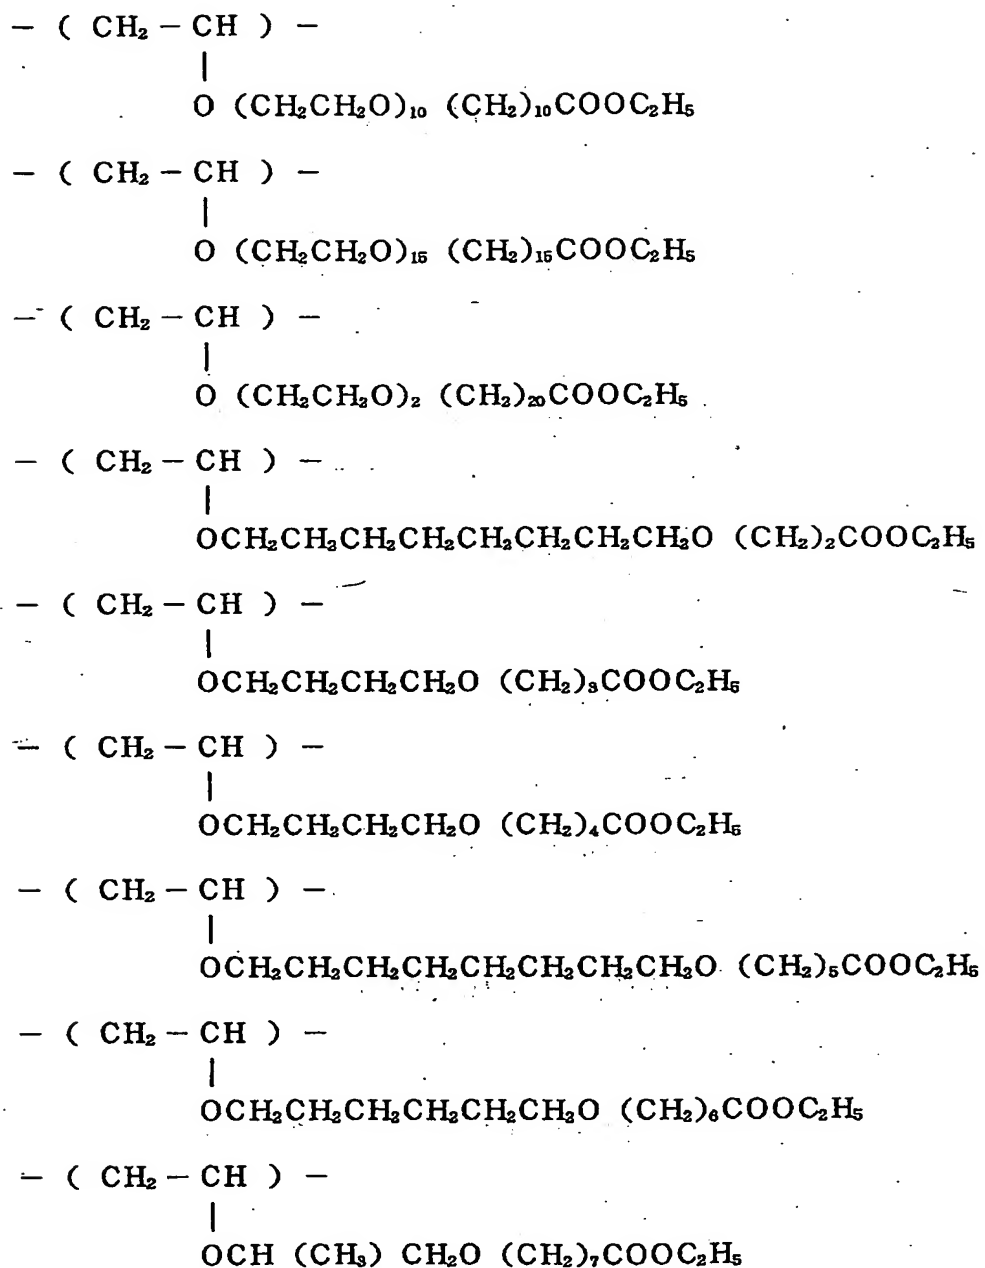 — ( CH₂ — CH ) —
|
O (CH₂CH₂O)₁₀ (CH₂)₁₀COOC₂H₅
— ( CH₂ — CH ) —
|
O (CH₂CH₂O)₁₅ (CH₂)₁₅COOC₂H₅
— ( CH₂ — CH ) —
|
O (CH₂CH₂O)₂ (CH₂)₂₀COOC₂H₅
— ( CH₂ — CH ) —
|
OCH₂CH₂CH₂CH₂CH₂CH₂CH₂CH₂O (CH₂)₂COOC₂H₅
— ( CH₂ — CH ) —
|
OCH₂CH₂CH₂CH₂O (CH₂)₃COOC₂H₅
— ( CH₂ — CH ) —
|
OCH₂CH₂CH₂CH₂O (CH₂)₄COOC₂H₅
— ( CH₂ — CH ) —
|
OCH₂CH₂CH₂CH₂CH₂CH₂CH₂CH₂O (CH₂)₅COOC₂H₅
— ( CH₂ — CH ) —
|
OCH₂CH₂CH₂CH₂CH₂CH₂O (CH₂)₆COOC₂H₅
— ( CH₂ — CH ) —
|
OCH (CH₃) CH₂O (CH₂)₇COOC₂H₅